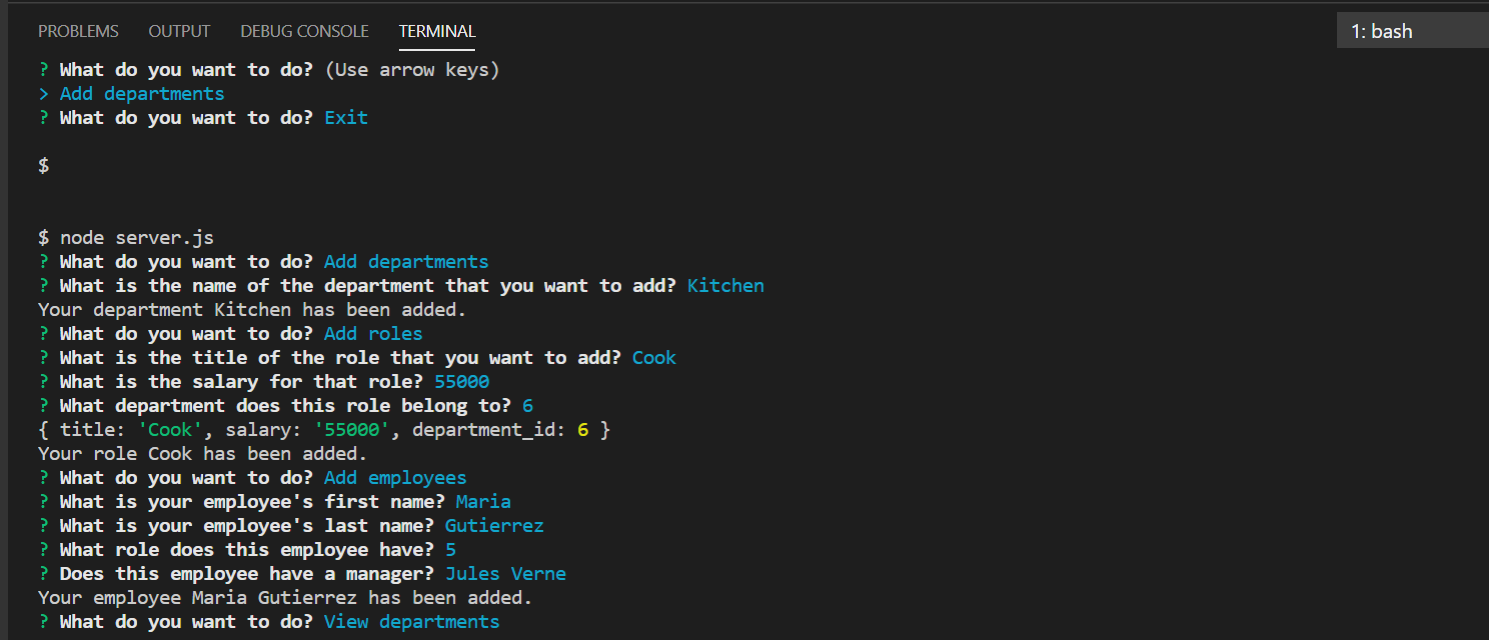 PROBLEMS OUTPUT DEBUG CONSOLE TERMINAL 1: bash
? What do you want to do? (Use arrow keys)
> Add departments
? What do you want to do? Exit
$
$ node server.js
? What do you want to do? Add departments
? What is the name of the department that you want to add? Kitchen
Your department Kitchen has been added.
? What do you want to do? Add roles
? What is the title of the role that you want to add? Cook
? What is the salary for that role? 55000
? What department does this role belong to? 6
{ title: 'Cook', salary: '55000', department_id: 6 }
Your role Cook has been added.
? What do you want to do? Add employees
? What is your employee's first name? Maria
? What is your employee's last name? Gutierrez
? What role does this employee have? 5
? Does this employee have a manager? Jules Verne
Your employee Maria Gutierrez has been added.
? What do you want to do? View departments